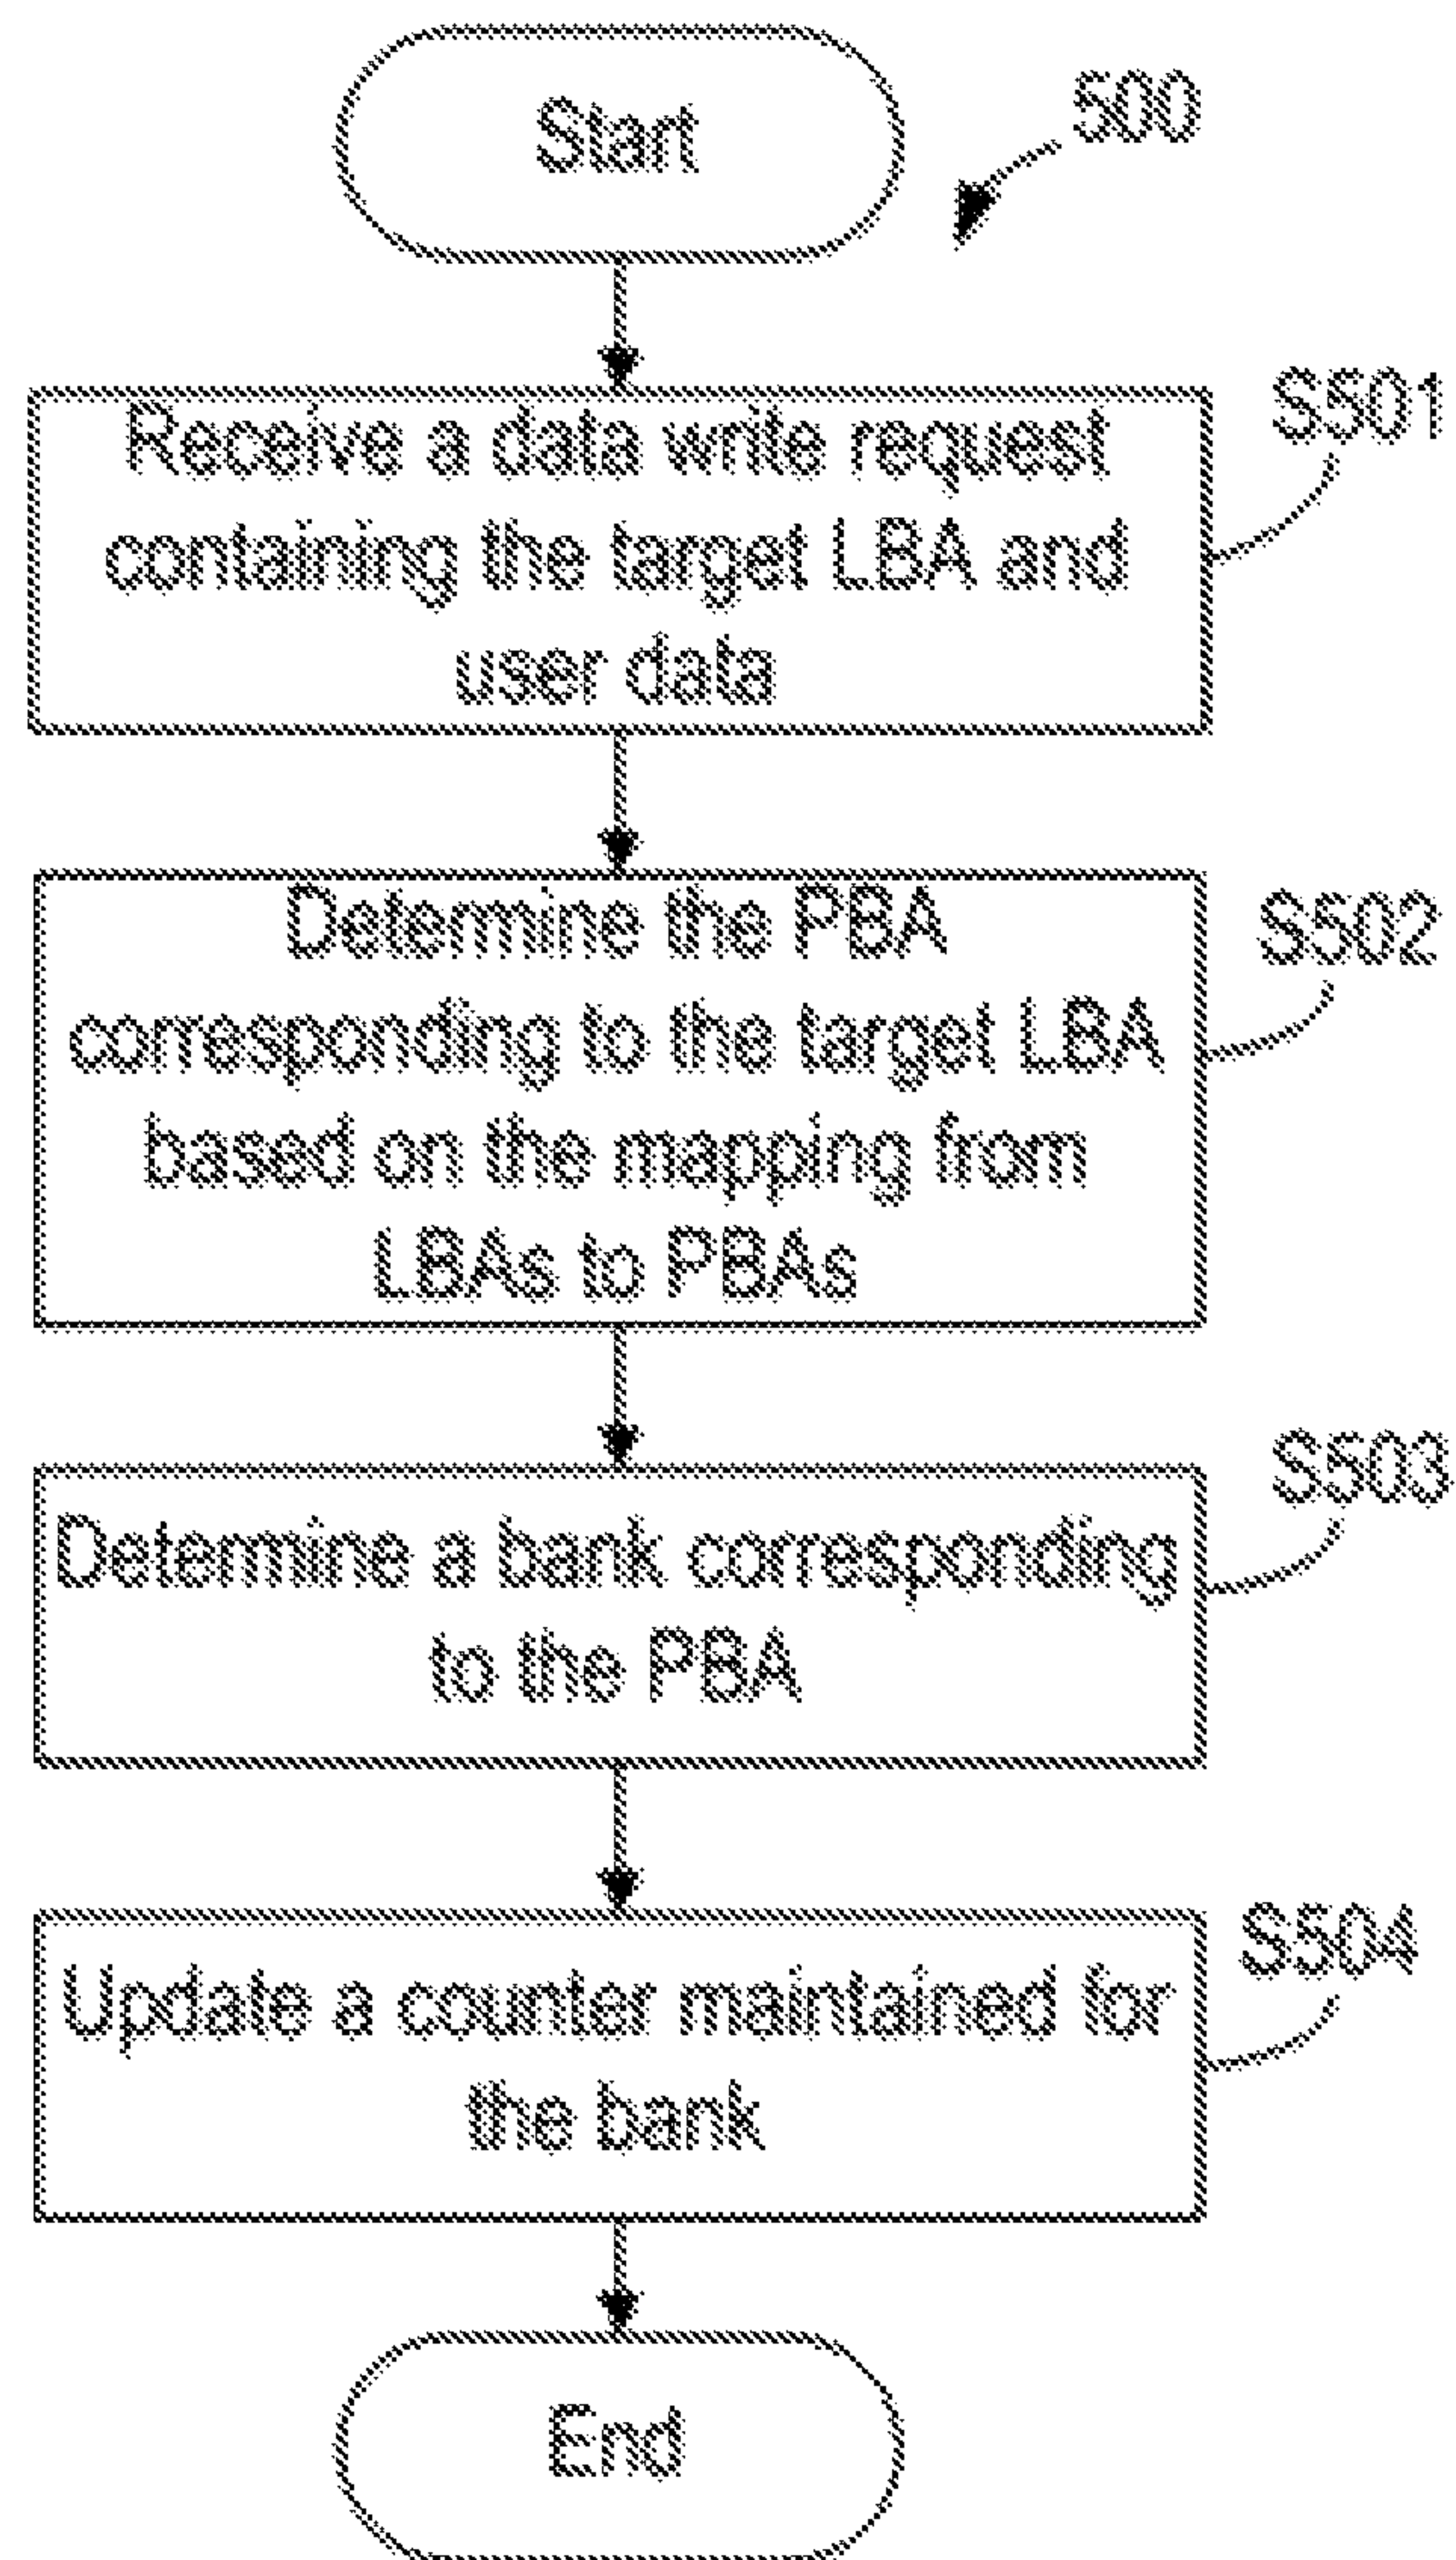 Start
500
S501
Receive a data write request
containing the target LBA and
user data
S502
Determine the PBA
corresponding to the target LBA
based on the mapping from
LBAs to PBAs
S503
Determine a bank corresponding
to the PBA
S504
Update a counter maintained for
the bank
End